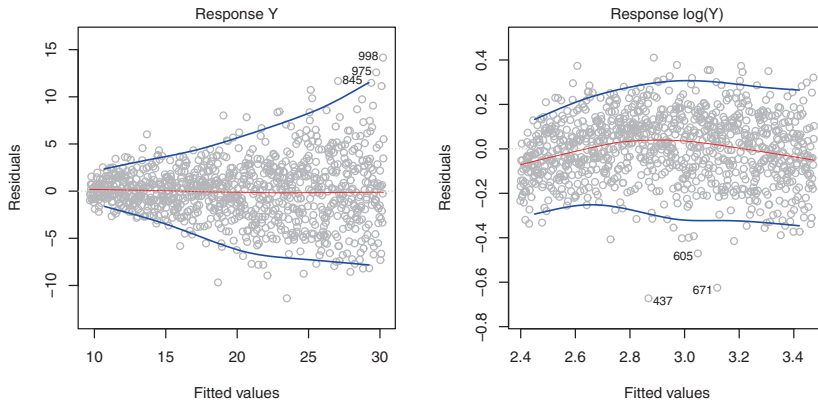 Response Y
Residuals
15
10
5
0
−5
−10
998
975
845
10 15 20 25 30
Fitted values
Response log(Y)
Residuals
0.4
0.2
0.0
−0.2
−0.4
−0.6
−0.8
605
671
437
2.4 2.6 2.8 3.0 3.2 3.4
Fitted values